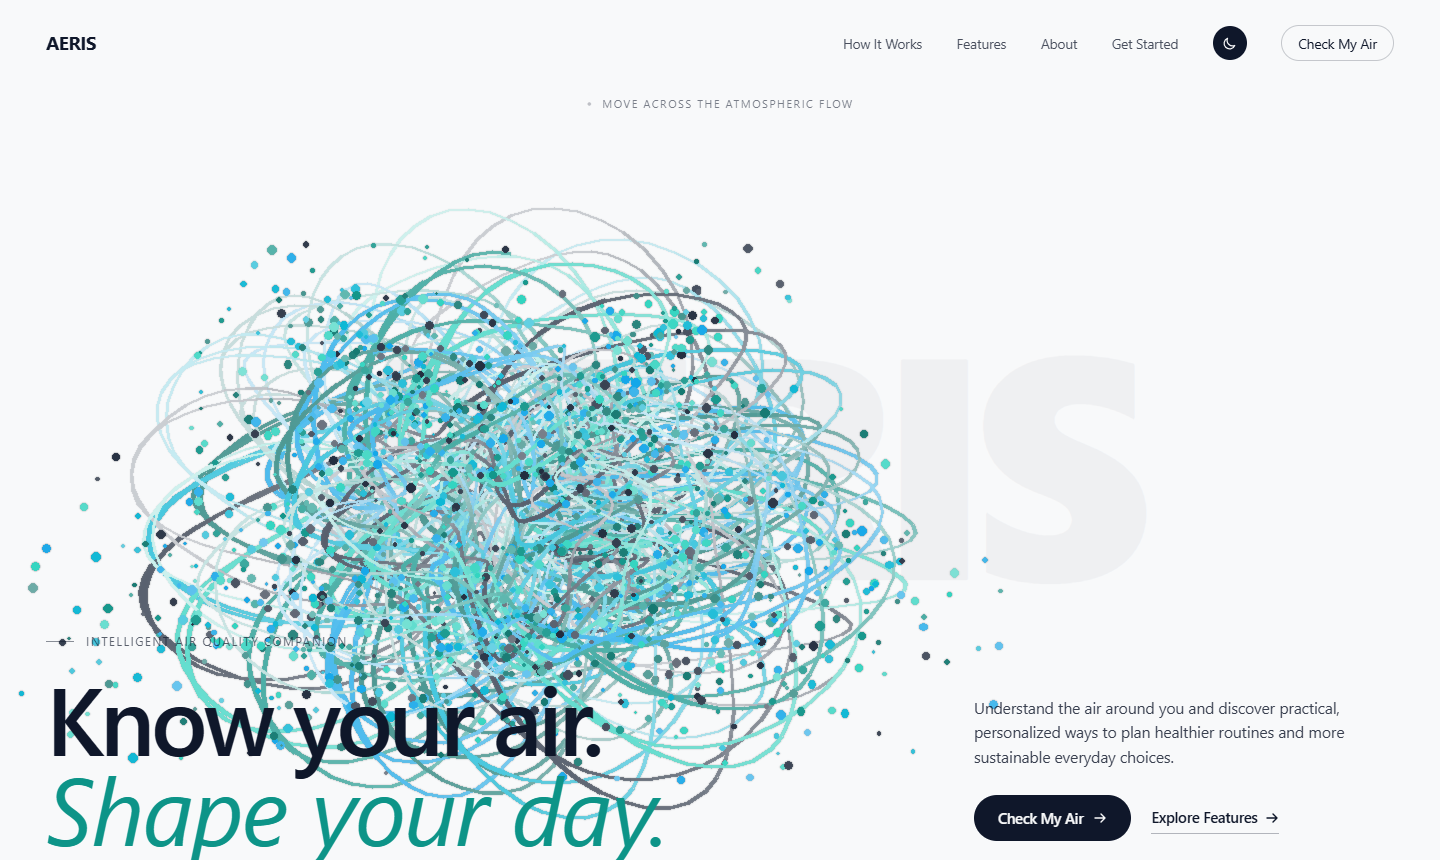 AERIS
How It Works
Features
About
Get Started
Check My Air
MOVE ACROSS THE ATMOSPHERIC FLOW
RIS
INTELLIGENT AIR QUALITY COMPANION
Know your air.
Shape your day.
Understand the air around you and discover practical,
personalized ways to plan healthier routines and more
sustainable everyday choices.
Check My Air →
Explore Features →